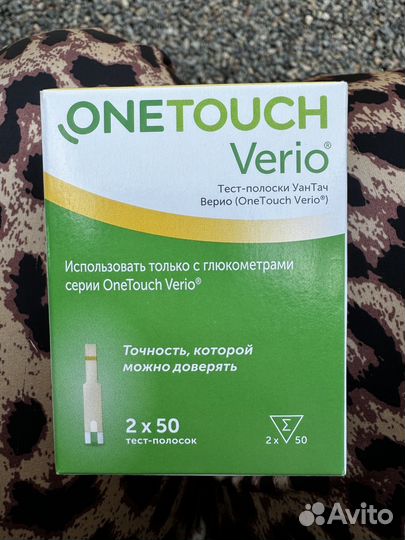 ONETOUCH
Verio®
Тест-полоски УанТач
Верио (OneTouch Verio®)
Использовать только с глюкометрами
серии OneTouch Verio®
Точность, которой
можно доверять
2 x 50
тест-полосок
2 x Σ 50
Avito